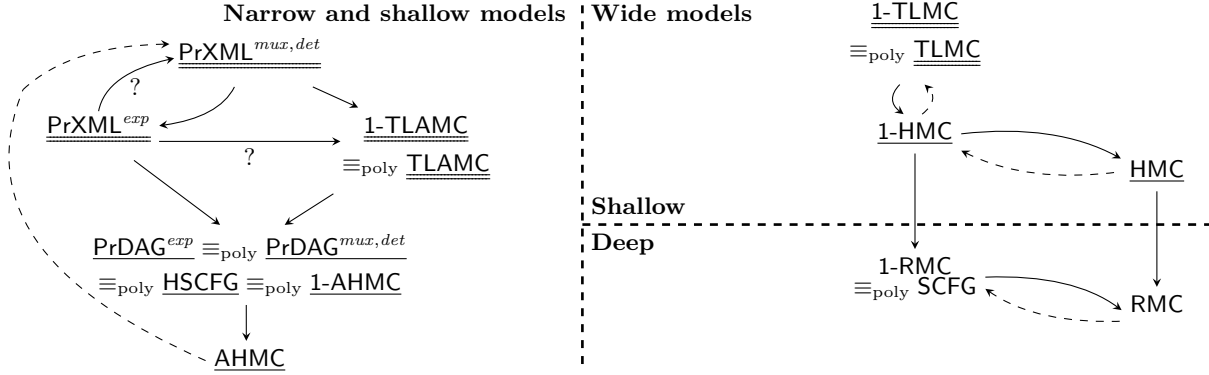 Narrow and shallow models
PrXML^{mux,det}
?
PrXML^{exp}
?
1-TLAMC
≡poly TLAMC
PrDAG^{exp} ≡poly PrDAG^{mux,det}
≡poly HSCFG ≡poly 1-AHMC
AHMC
Wide models
1-TLMC
≡poly TLMC
1-HMC
HMC
Shallow
Deep
1-RMC
≡poly SCFG
RMC